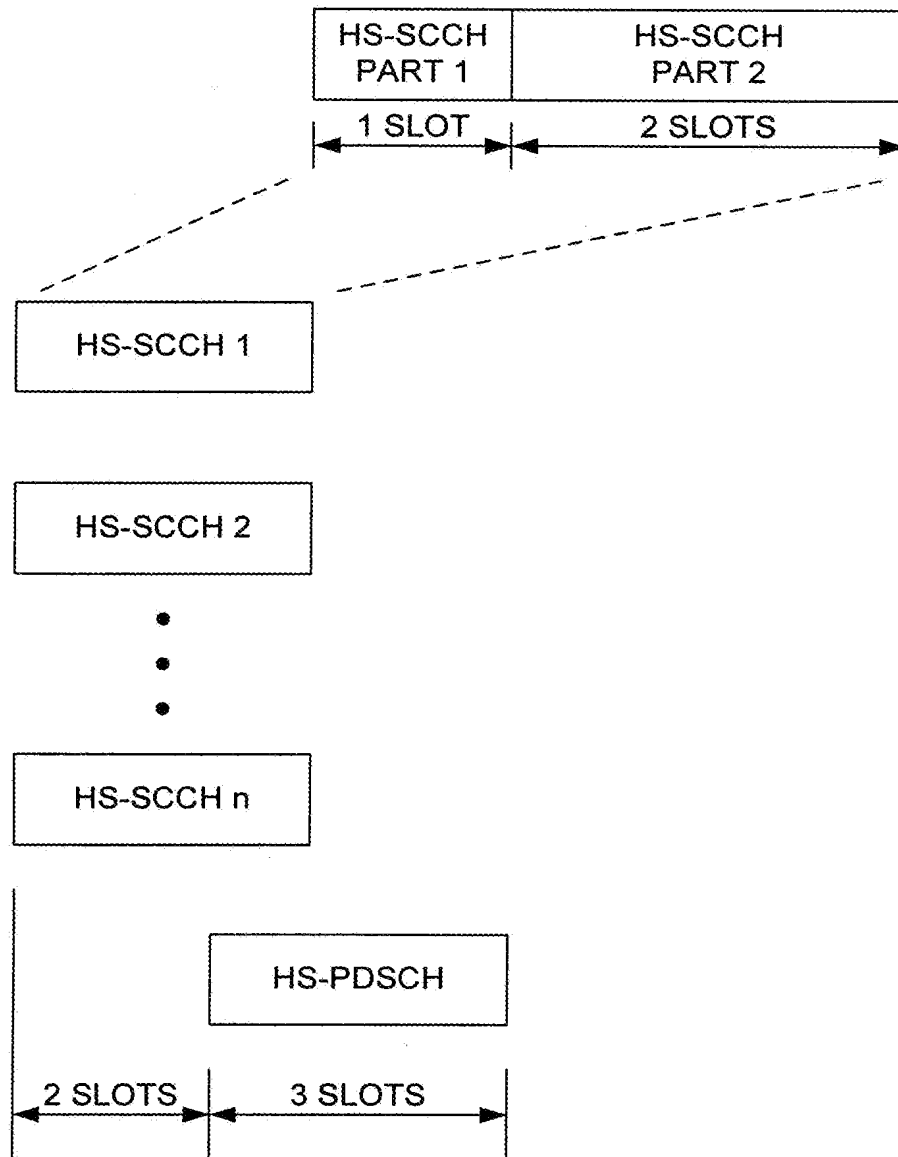 HS-SCCH
PART 1
HS-SCCH
PART 2
1 SLOT
2 SLOTS
HS-SCCH 1
HS-SCCH 2
HS-SCCH n
HS-PDSCH
2 SLOTS
3 SLOTS